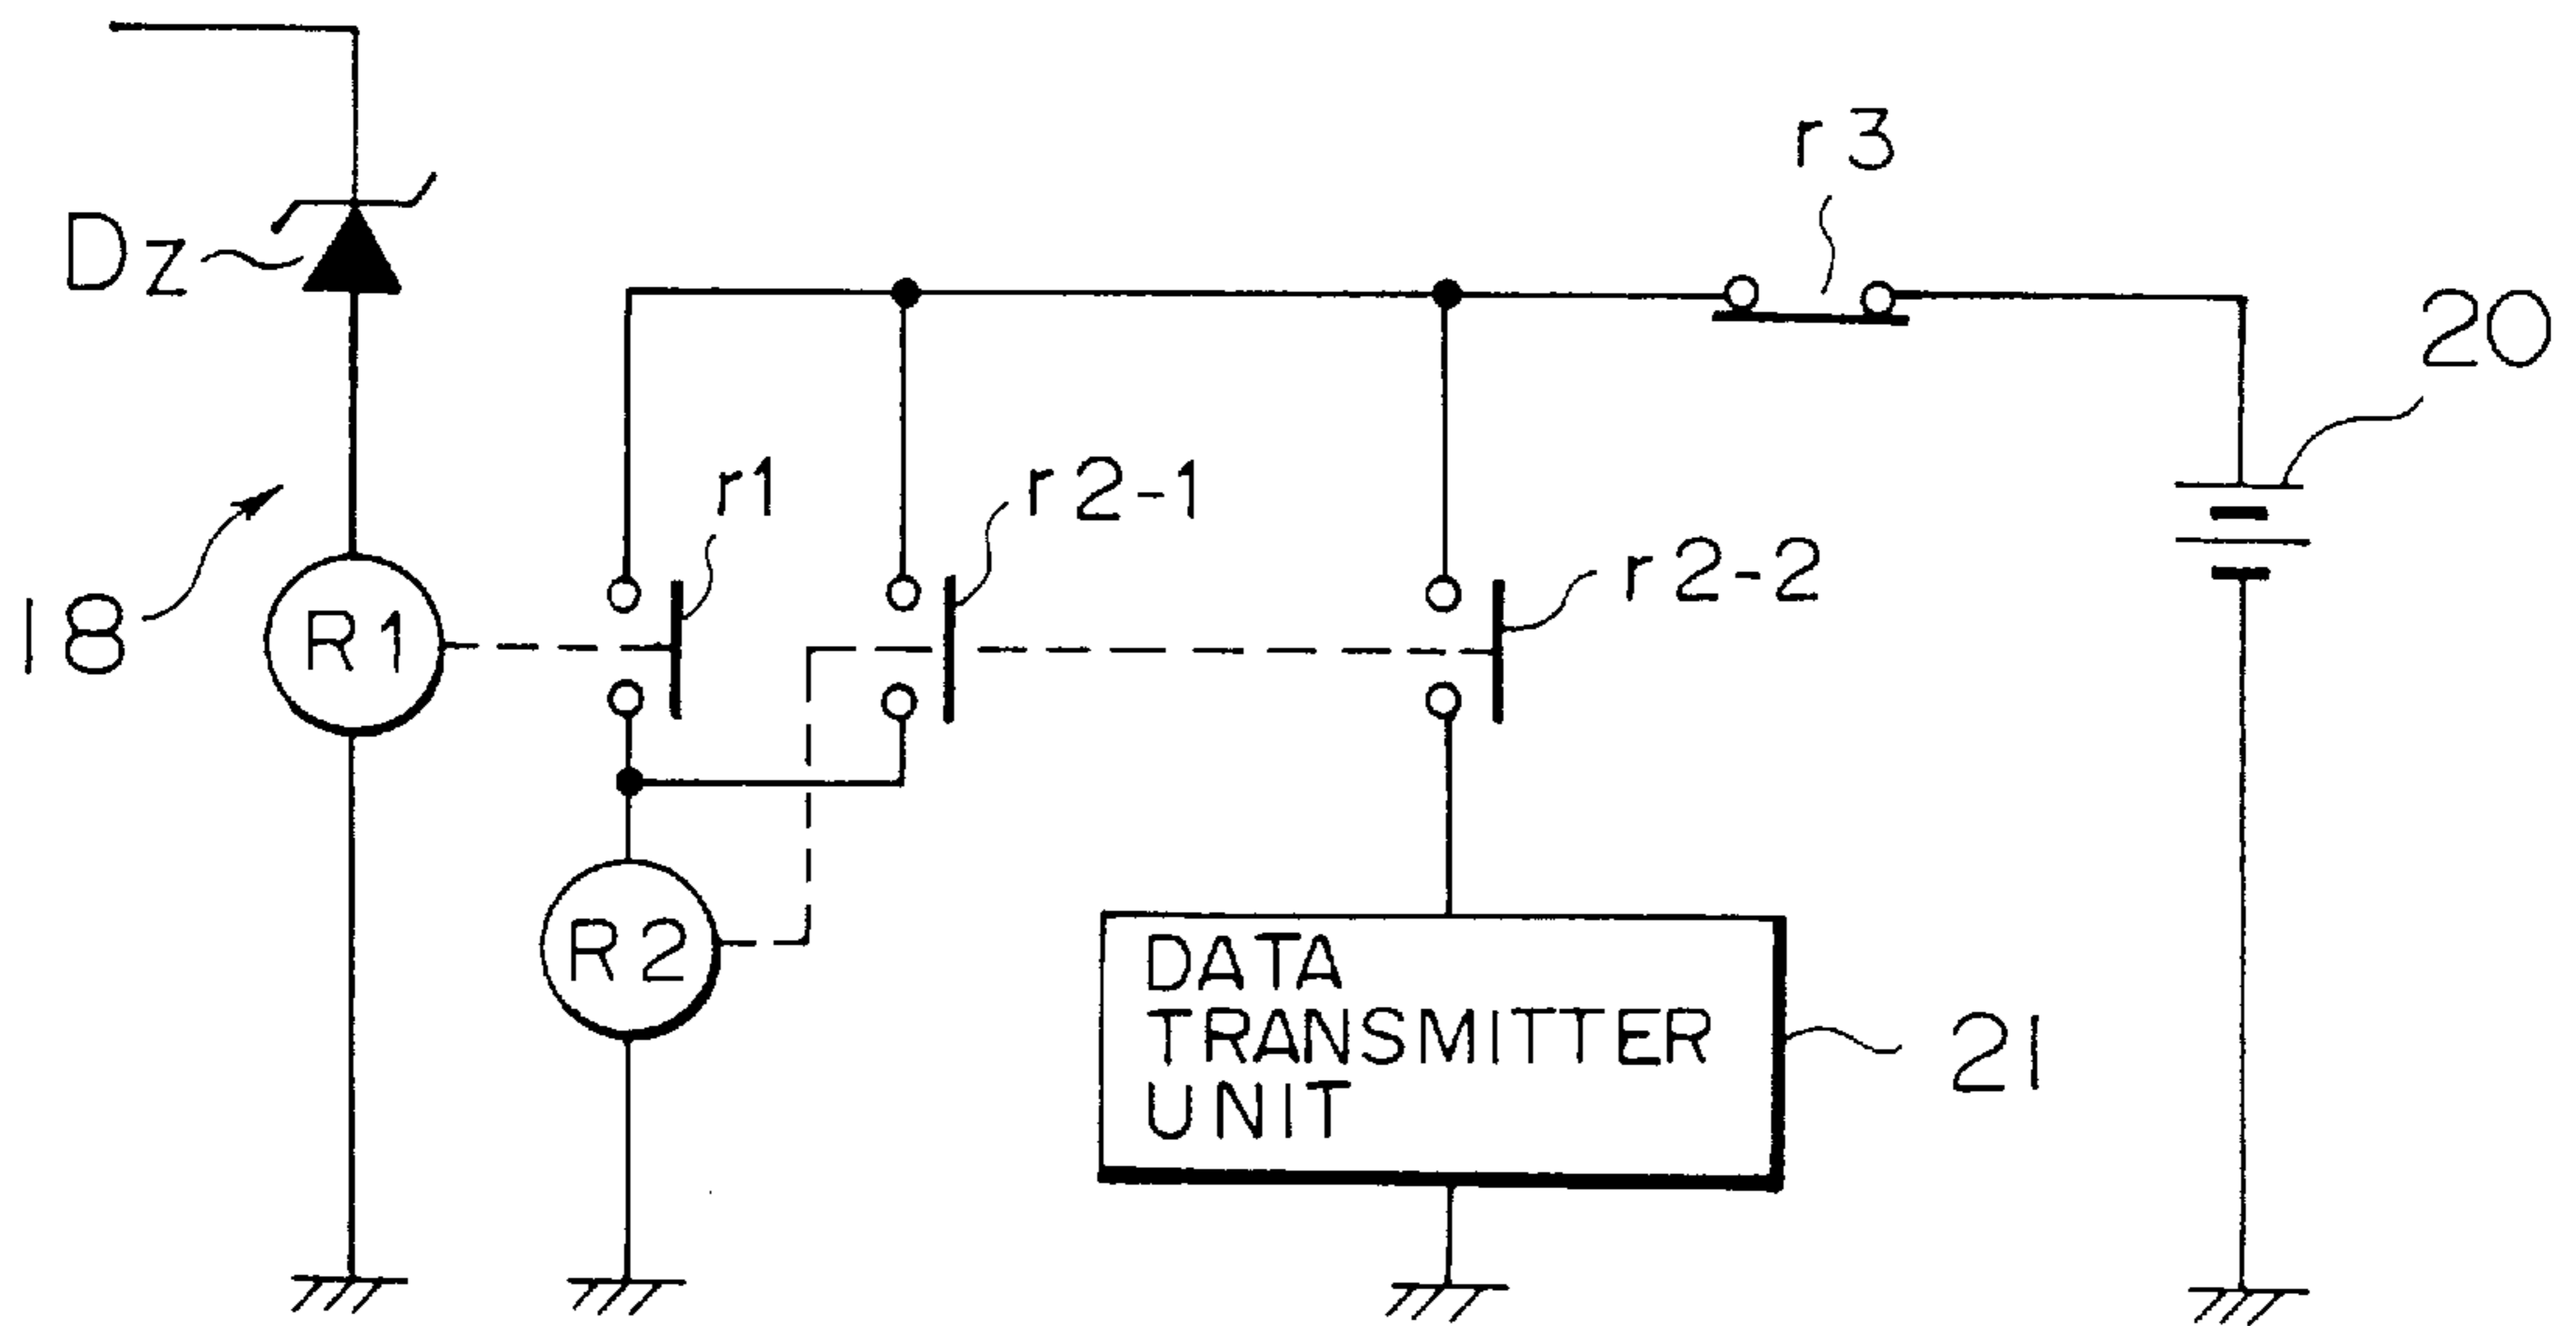 r3
Dz
20
r1
r2-1
r2-2
18
R1
R2
DATA
TRANSMITTER
UNIT
21